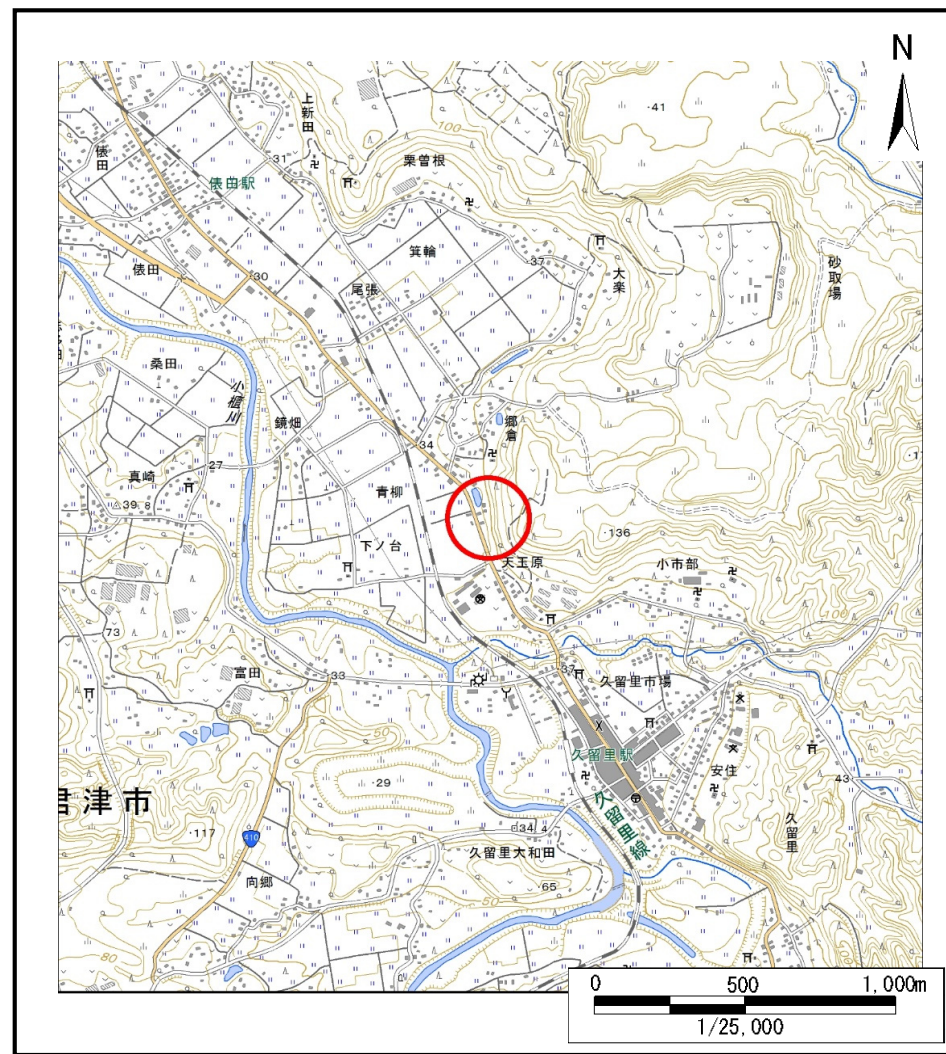 N
上新田
41
100
栗曽根
俵田
31
俵田駅
箕輪
37
大楽
砂取場
俵田
30
尾張
桑田
小櫃川
鏡畑
郷倉
34
27
真崎
39.8
青柳
136
下ノ台
天王原
小市部
100
73
37
富田
33
久留里市場
50
久留里駅
安住
29
43
君津市
久留里線
久留里
117
410
34.4
久留里大和田
向郷
65
50
80
0 500 1,000m
1/25,000